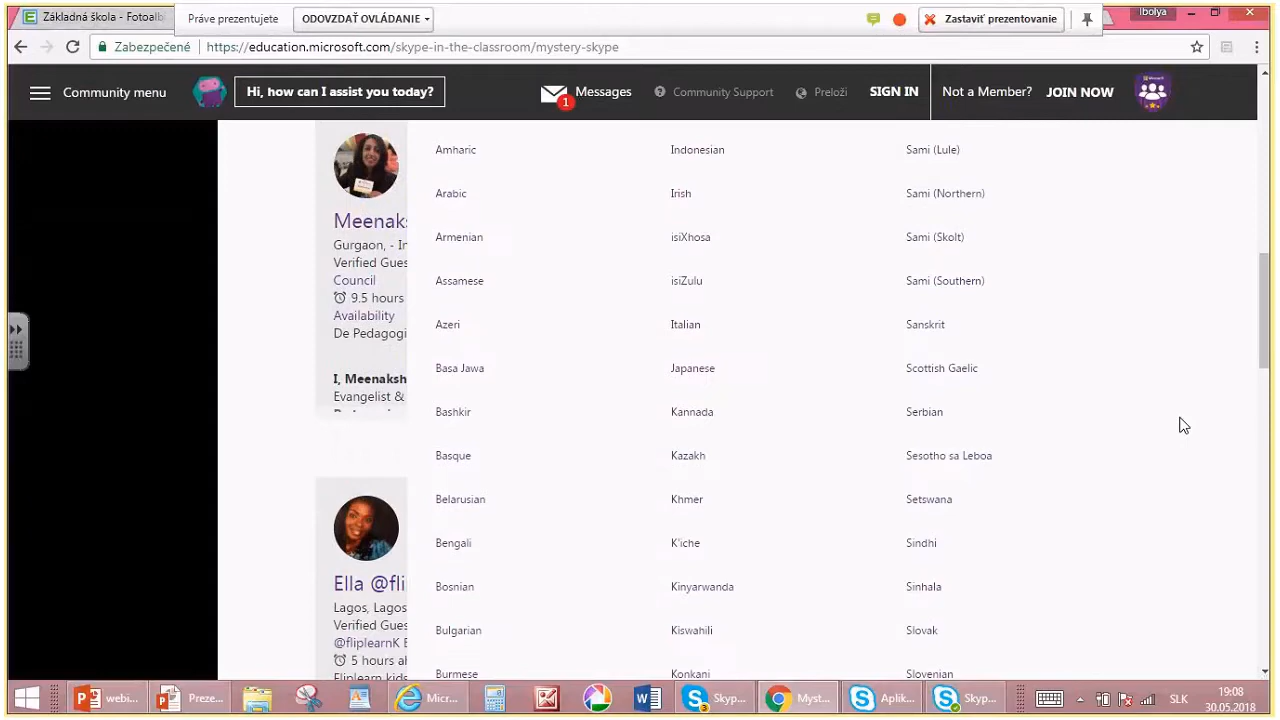 Základná škola - Fotoalb
Práve prezentujete
ODOVZDAŤ OVLÁDANIE
Zastaviť prezentovanie
Ibolya
Zabezpečené
https://education.microsoft.com/skype-in-the-classroom/mystery-skype
Community menu
Hi, how can I assist you today?
1
Messages
Community Support
Preloži
SIGN IN
Not a Member?
JOIN NOW
Meenaks
Gurgaon, - In
Verified Gues
Council
9.5 hours
Availability
De Pedagogi
I, Meenaksh
Evangelist &
Ella @fli
Lagos, Lagos
Verified Gues
@fliplearnK E
5 hours ah
Fliplearn kids
Amharic
Arabic
Armenian
Assamese
Azeri
Basa Jawa
Bashkir
Basque
Belarusian
Bengali
Bosnian
Bulgarian
Burmese
Indonesian
Irish
isiXhosa
isiZulu
Italian
Japanese
Kannada
Kazakh
Khmer
K'iche
Kinyarwanda
Kiswahili
Konkani
Sami (Lule)
Sami (Northern)
Sami (Skolt)
Sami (Southern)
Sanskrit
Scottish Gaelic
Serbian
Sesotho sa Leboa
Setswana
Sindhi
Sinhala
Slovak
Slovenian
webi...
Preze...
Micr...
Skyp...
Myst...
Aplik...
Skyp...
SLK
19:08
30.05.2018